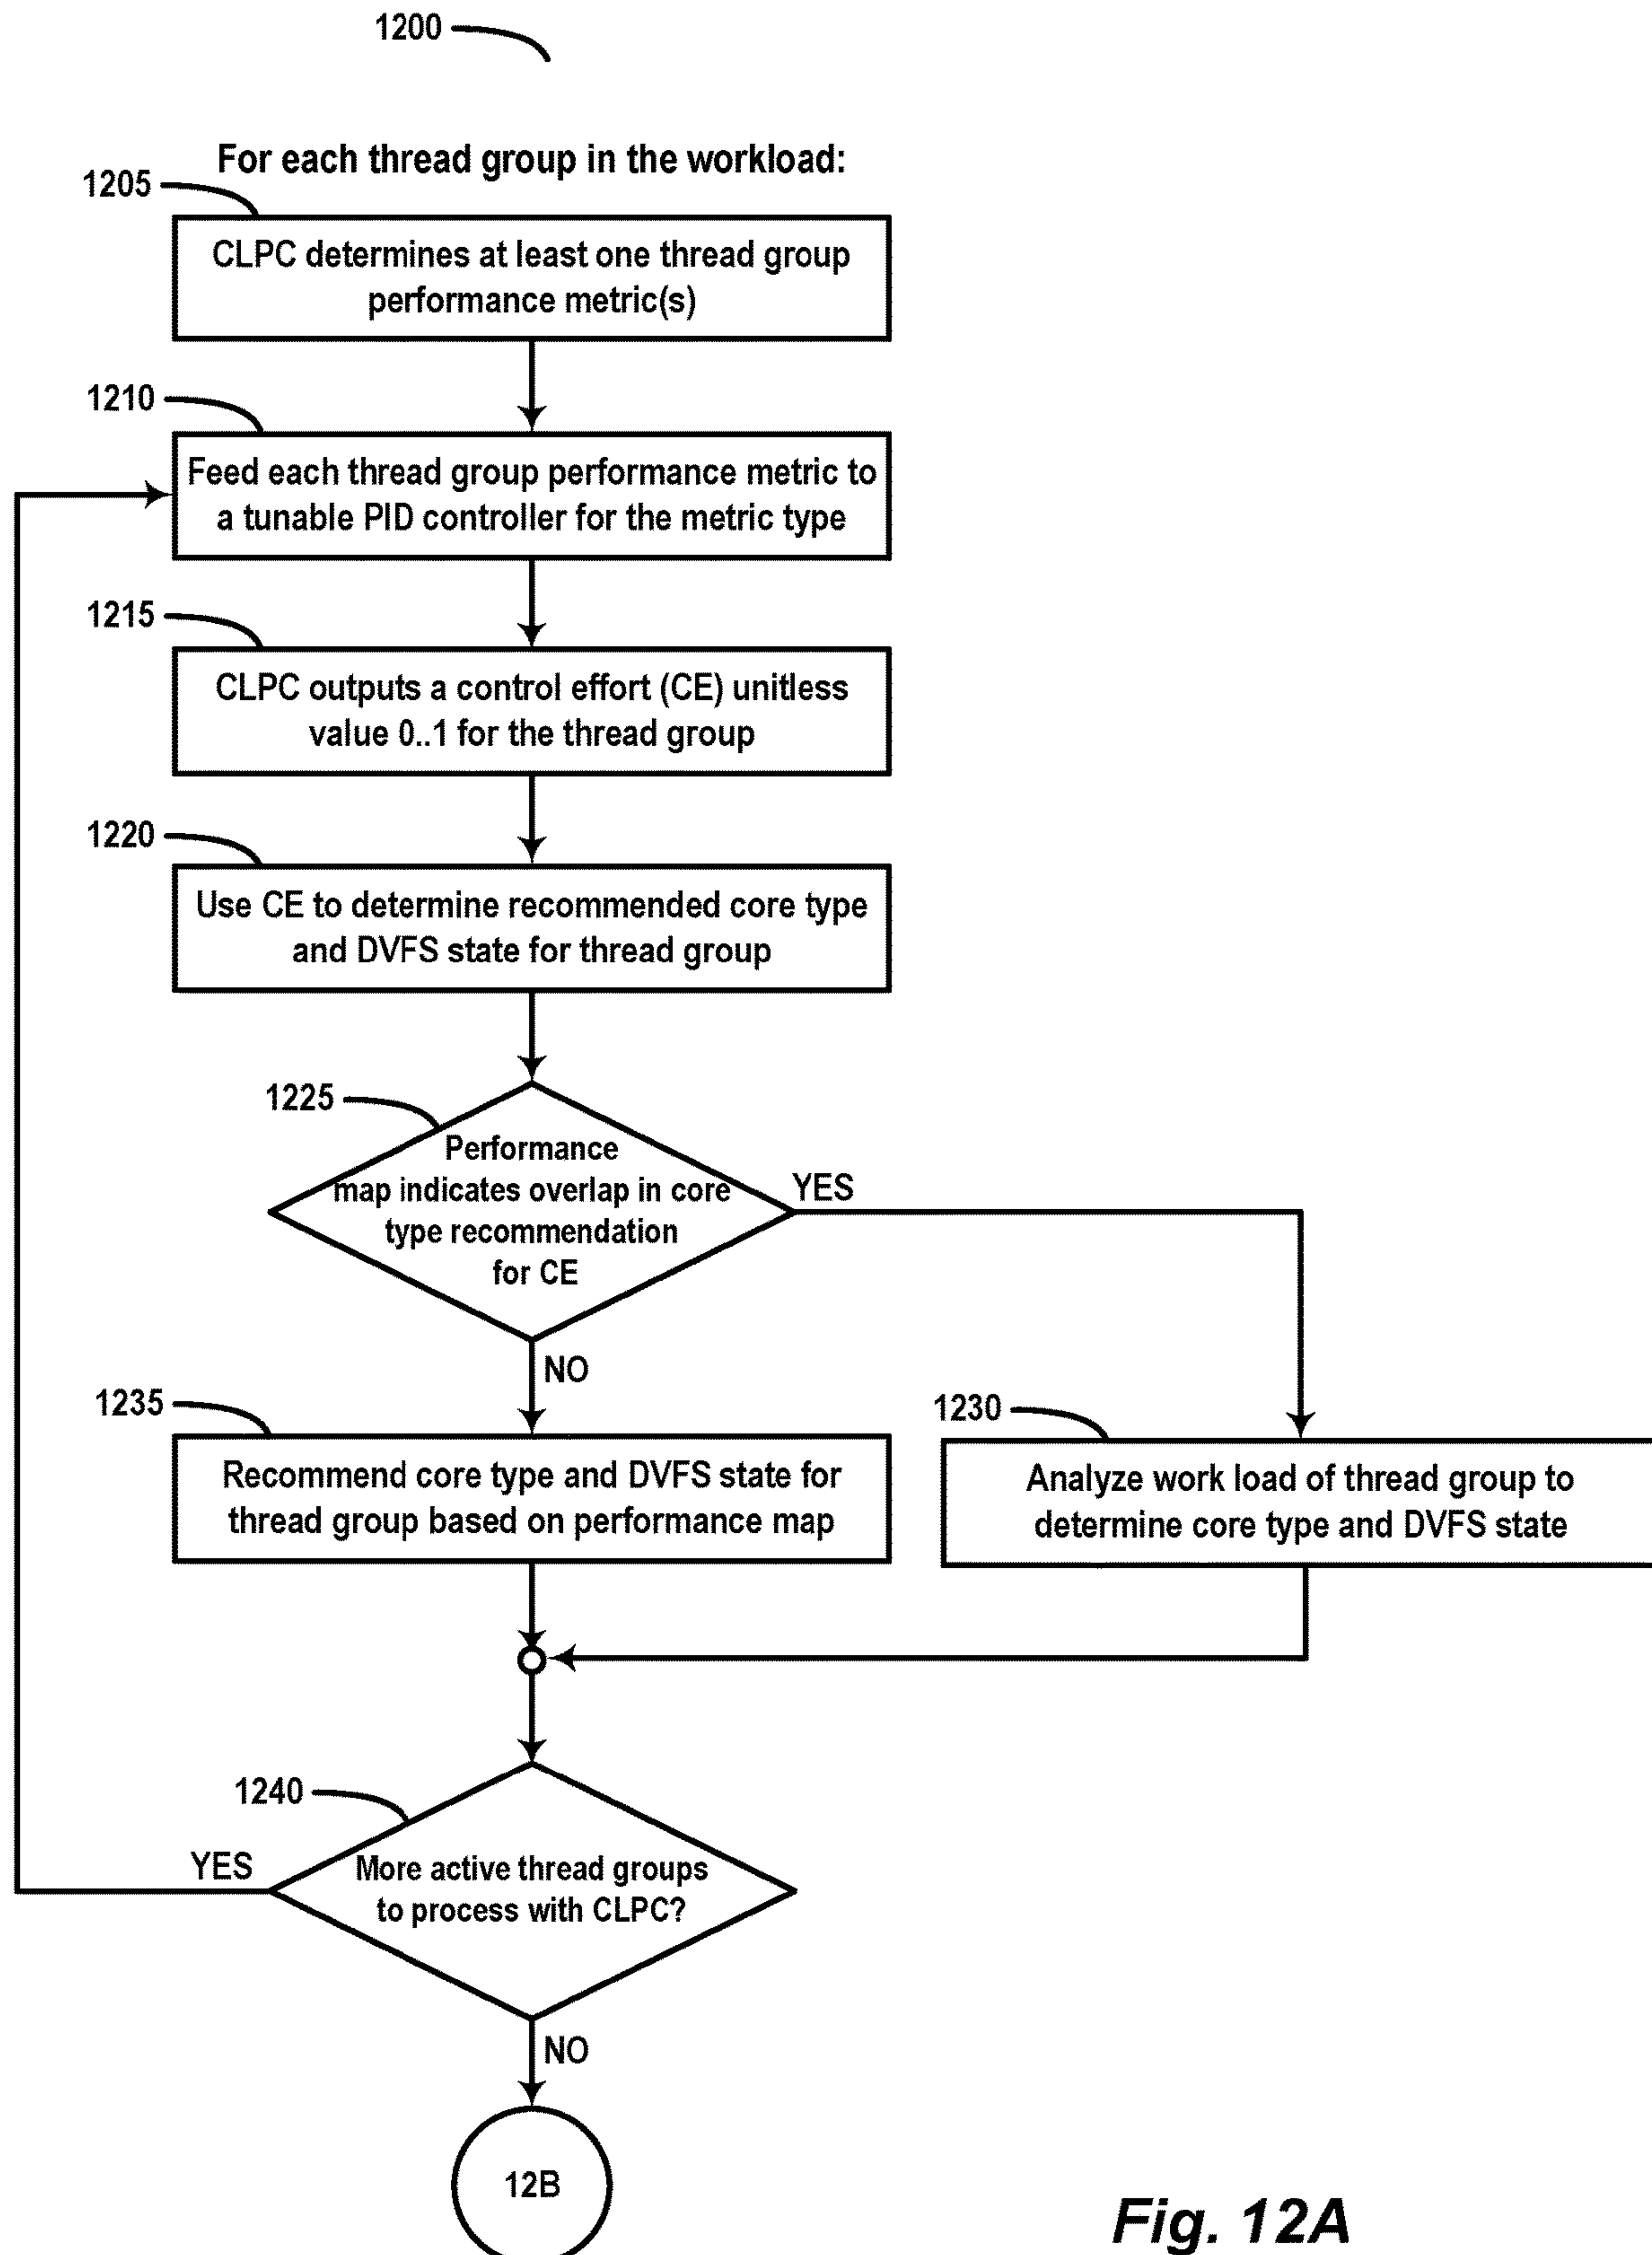 1200
For each thread group in the workload:
1205
CLPC determines at least one thread group
performance metric(s)
1210
Feed each thread group performance metric to
a tunable PID controller for the metric type
1215
CLPC outputs a control effort (CE) unitless
value 0..1 for the thread group
1220
Use CE to determine recommended core type
and DVFS state for thread group
1225
Performance
map indicates overlap in core
type recommendation
for CE
YES
NO
1235
Recommend core type and DVFS state for
thread group based on performance map
1230
Analyze work load of thread group to
determine core type and DVFS state
1240
More active thread groups
to process with CLPC?
YES
NO
12B
Fig. 12A